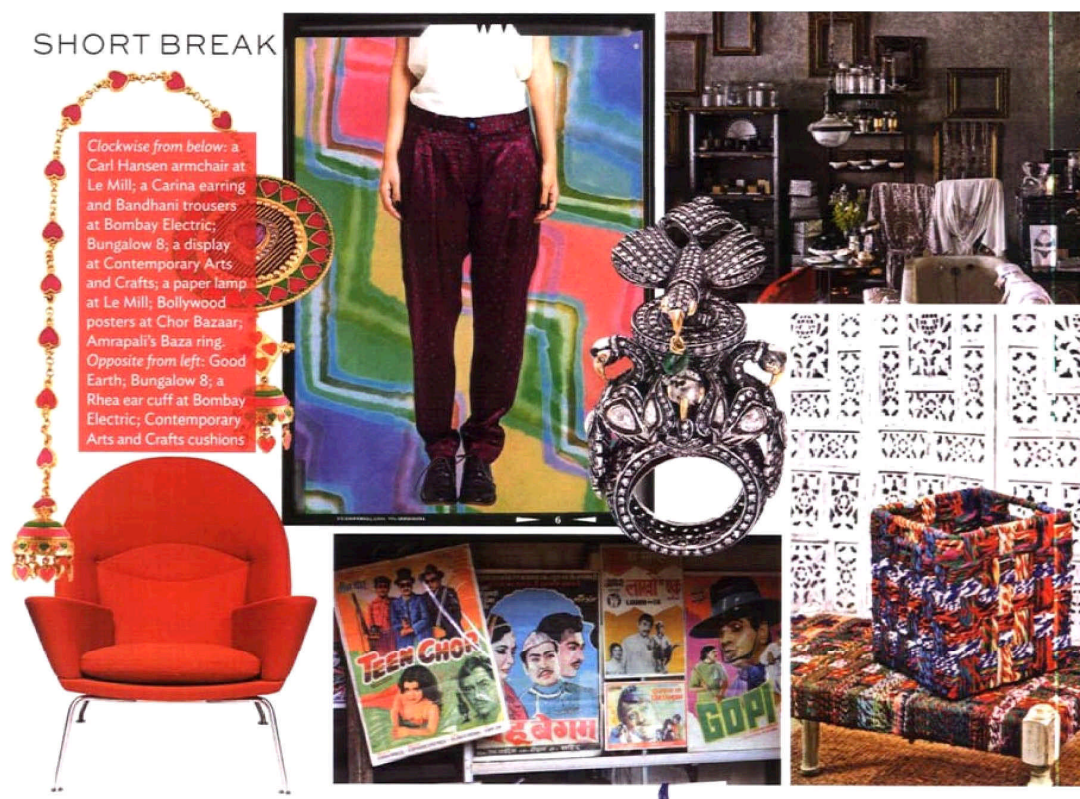 SHORT BREAK
Clockwise from below: a
Carl Hansen armchair at
Le Mill; a Carina earring
and Bandhani trousers
at Bombay Electric;
Bungalow 8; a display
at Contemporary Arts
and Crafts; a paper lamp
at Le Mill; Bollywood
posters at Chor Bazaar;
Amrapali's Baza ring.
Opposite from left: Good
Earth; Bungalow 8; a
Rhea ear cuff at Bombay
Electric; Contemporary
Arts and Crafts cushions
6
TEEN CHOR
बेगम
GOPI